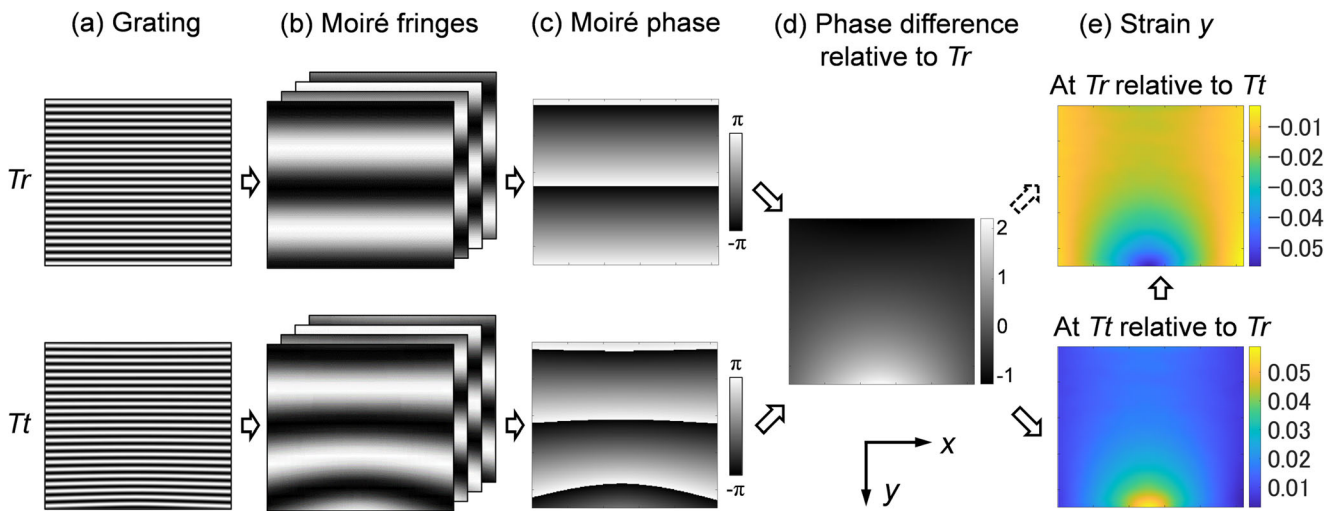 (a) Grating
(b) Moiré fringes
(c) Moiré phase
(d) Phase difference
relative to Tr
(e) Strain y
Tr
π
-π
At Tr relative to Tt
−0.01
−0.02
−0.03
−0.04
−0.05
2
1
0
-1
Tt
π
-π
x
y
At Tt relative to Tr
0.05
0.04
0.03
0.02
0.01